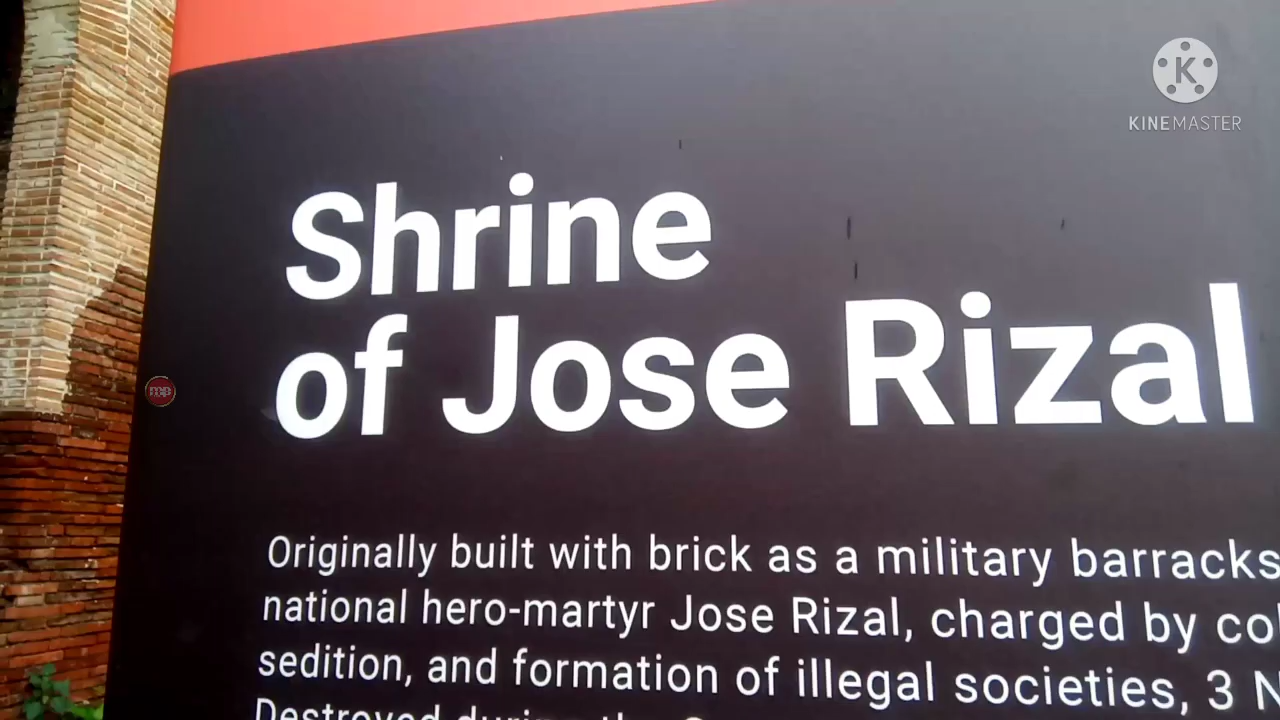 K
KINEMASTER
Shrine
of Jose Rizal
Originally built with brick as a military barracks
national hero-martyr Jose Rizal, charged by
sedition, and formation of illegal societies, 3